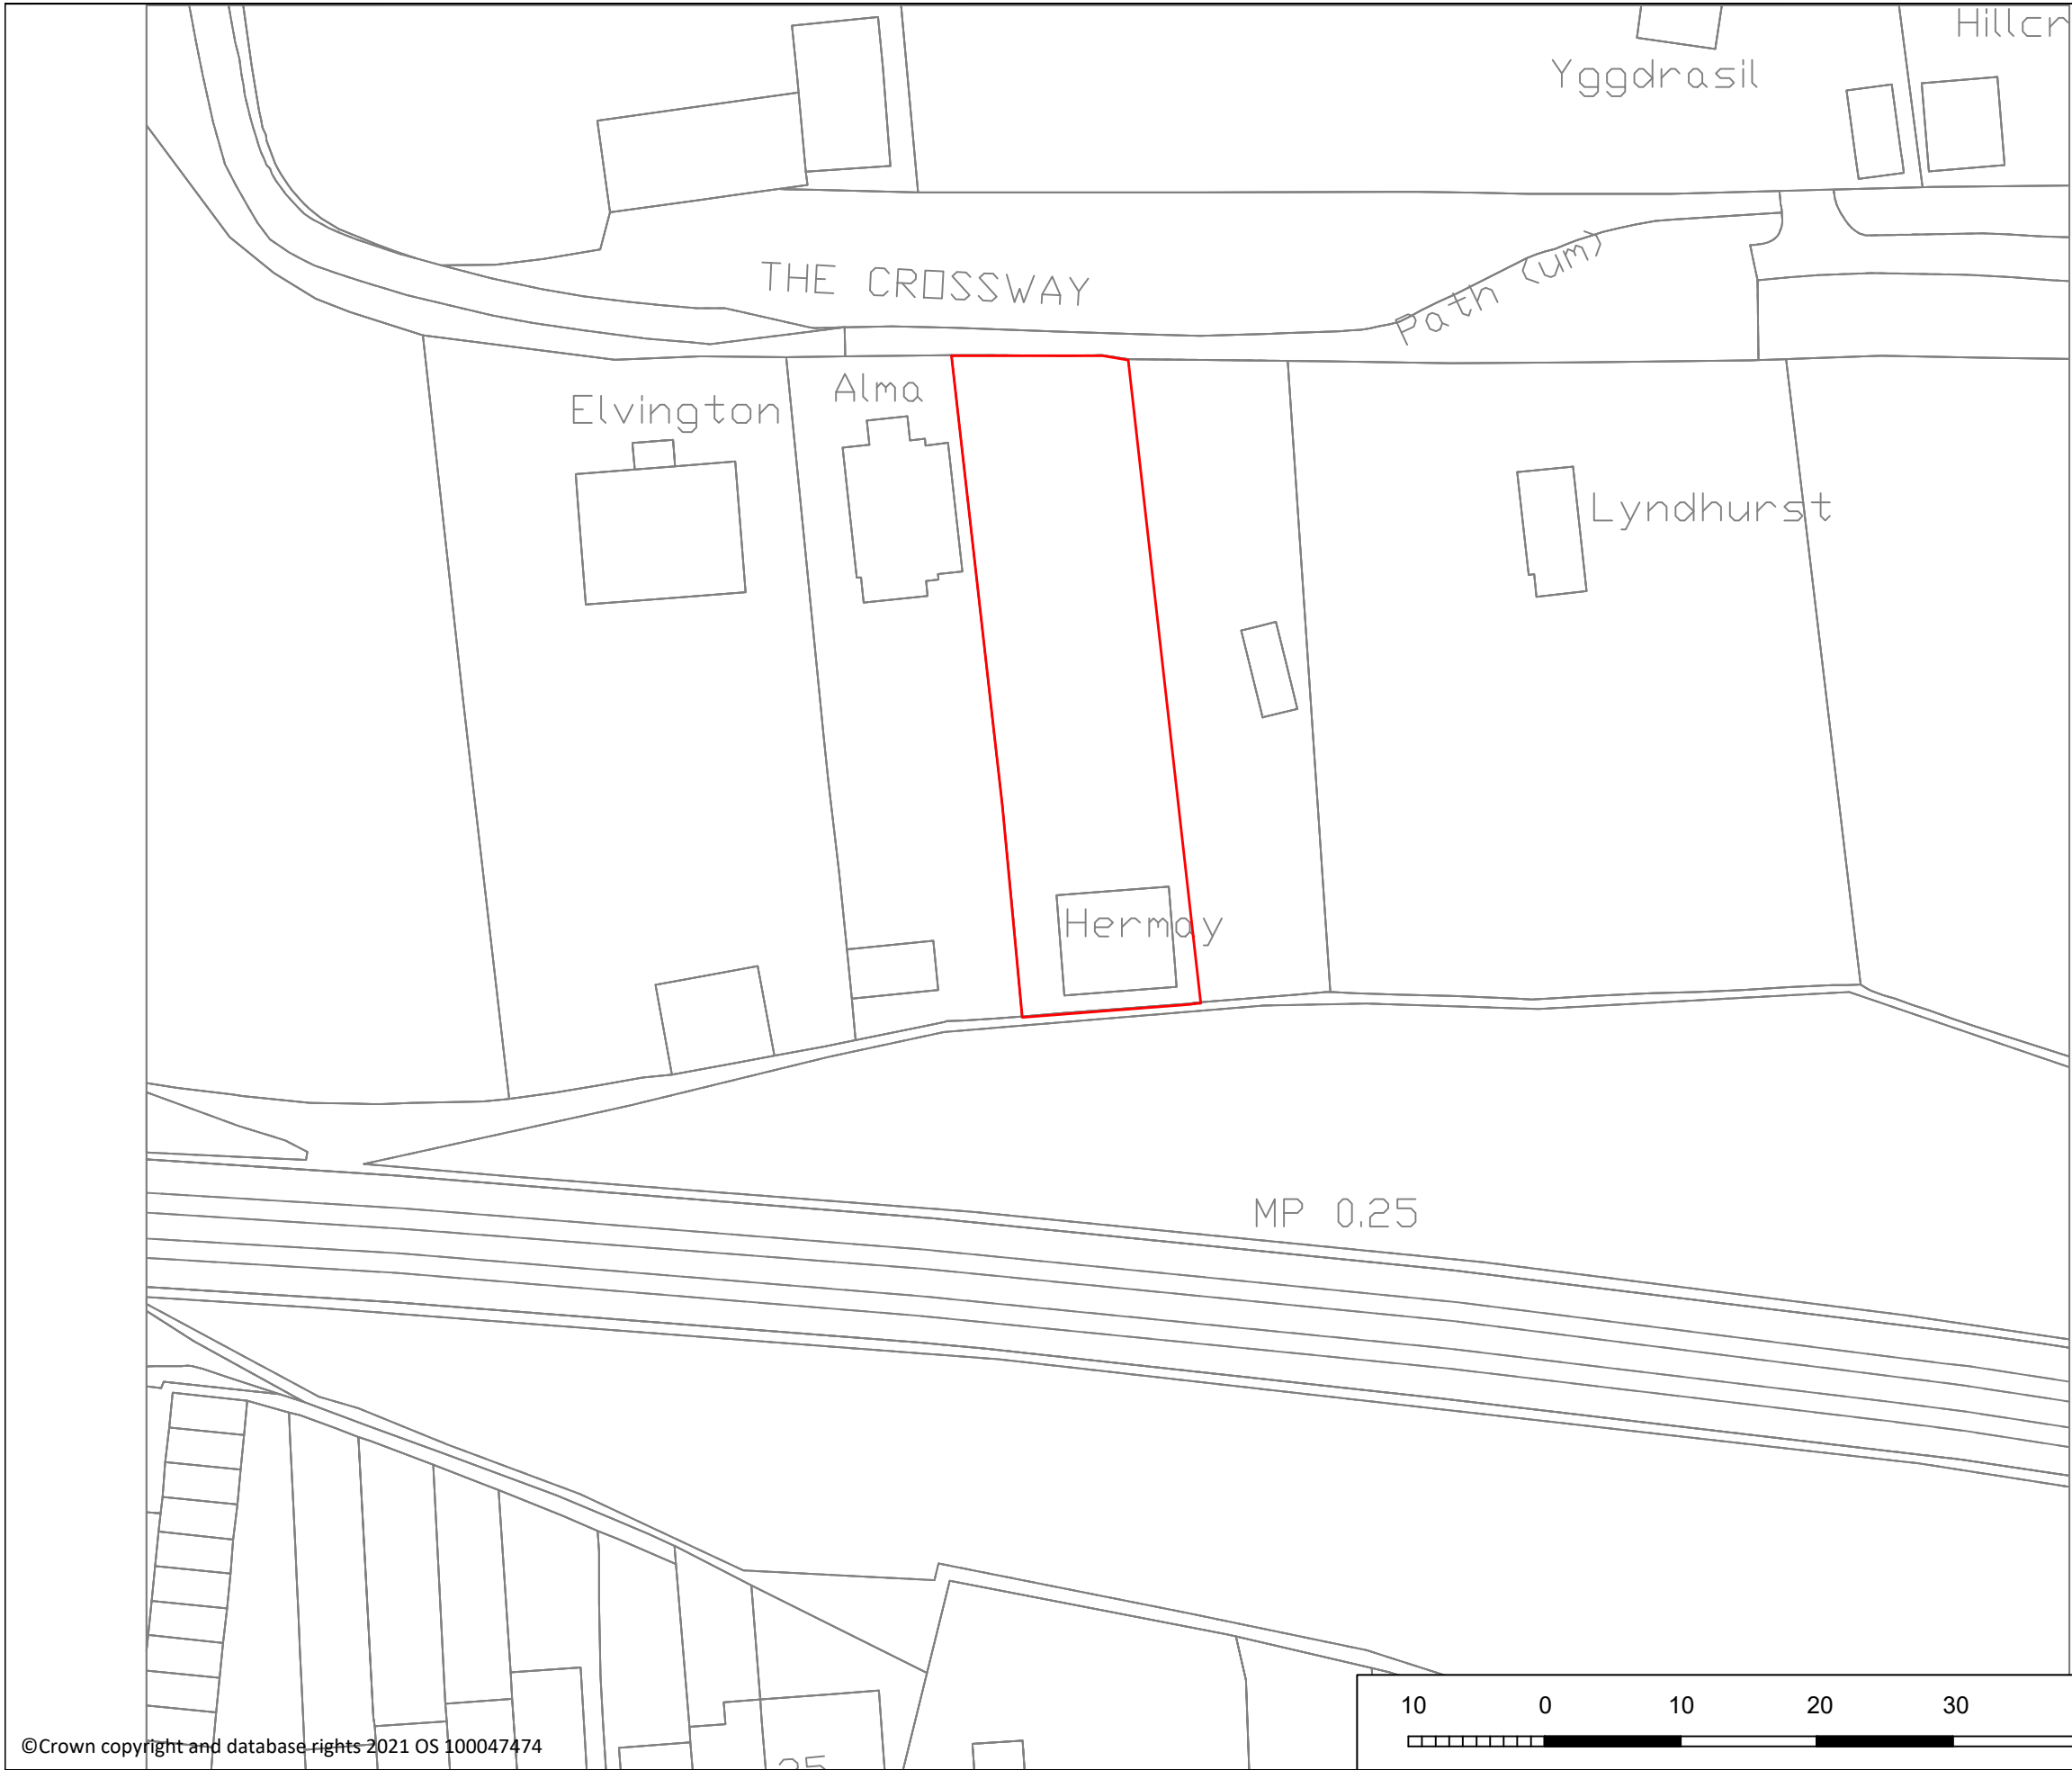 Hillcr
Yggdrasil
THE CROSSWAY
Path (um)
Elvington
Alma
Lyndhurst
Hermay
MP 0.25
10 0 10 20 30
©Crown copyright and database rights 2021 OS 100047474